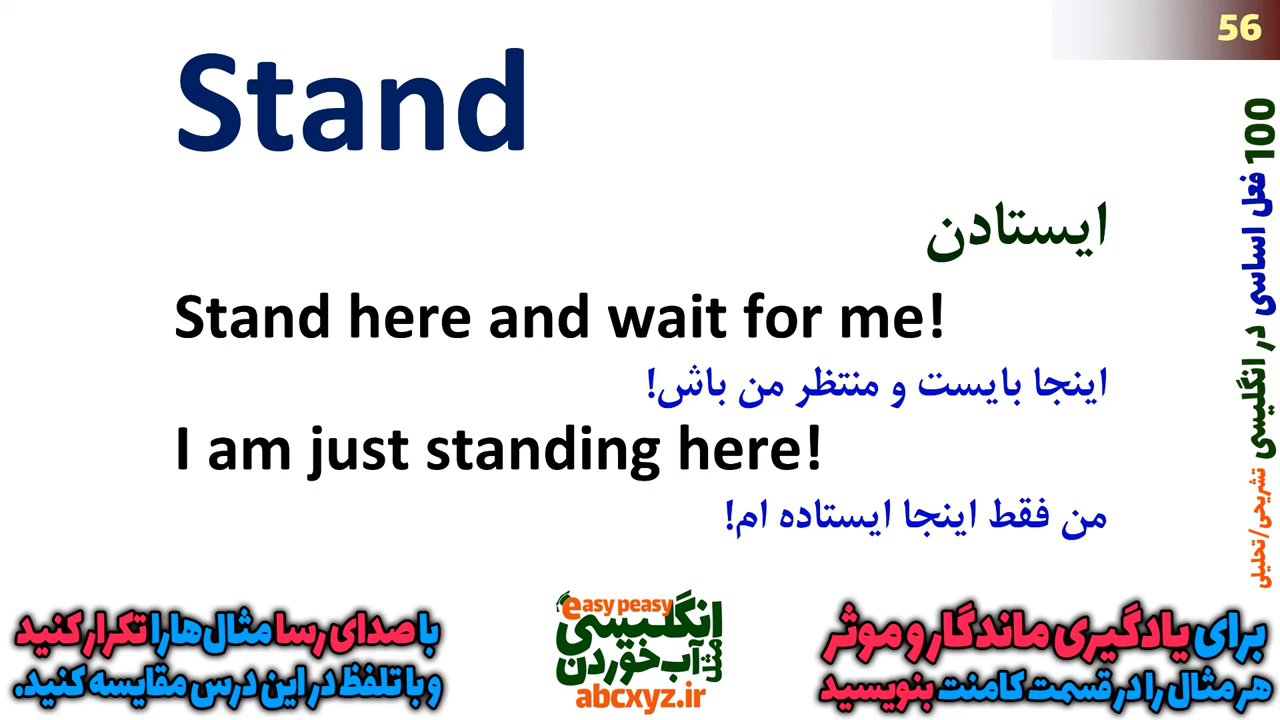 56
Stand
ایستادن
Stand here and wait for me!
اینجا بایست و منتظر من باش!
I am just standing here!
من فقط اینجا ایستاده ام!
100 فعل اساسی در انگلیسی تشریحی/تحلیلی
با صدای رسا مثال‌ها را تکرار کنید
و با تلفظ در این درس مقایسه کنید.
easy peasy
انگلیسی
مثل آب خوردن
abcxyz.ir
برای یادگیری ماندگار و موثر
هر مثال را در قسمت کامنت بنویسید